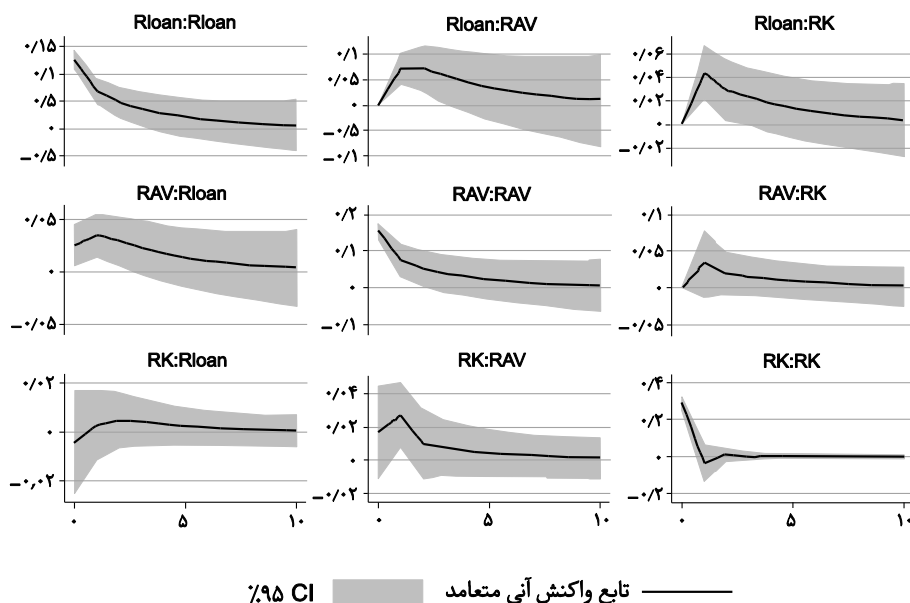 Rloan:Rloan
۰/۱۵
۰/۱
۰/۵
۰
−۰/۵
Rloan:RAV
۰/۱
۰/۰۵
۰
−۰/۵
−۰/۱
Rloan:RK
۰/۰۶
۰/۰۴
۰/۰۲
۰
−۰/۰۲
RAV:Rloan
۰/۰۵
۰
−۰/۰۵
RAV:RAV
۰/۲
۰/۱
۰
−۰/۱
RAV:RK
۰/۱
۰/۰۵
۰
−۰/۰۵
RK:Rloan
۰/۰۲
۰
−۰,۰۲
۰ ۵ ۱۰
RK:RAV
۰/۰۴
۰/۰۲
۰
−۰/۰۲
۰ ۵ ۱۰
RK:RK
۰/۴
۰/۲
۰
−۰/۲
۰ ۵ ۱۰
تابع واکنش آنی متعامد
٪۹۵ CI